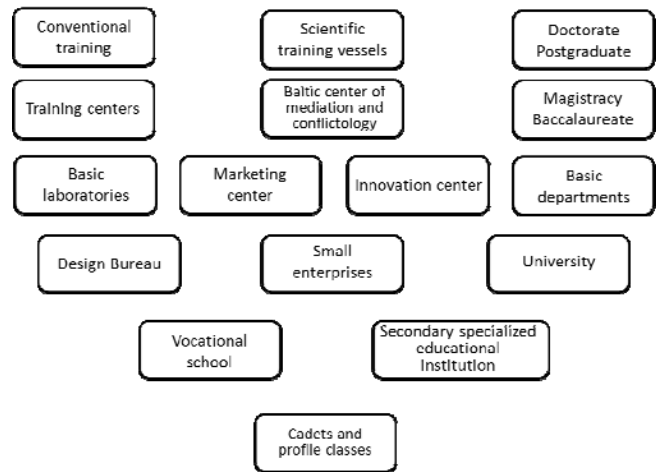 Conventional
training
Scientific
training vessels
Doctorate
Postgraduate
Training centers
Baltic center of
mediation and
conflictology
Magistracy
Baccalaureate
Basic
laboratories
Marketing
center
Innovation center
Basic
departments
Design Bureau
Small
enterprises
University
Vocational
school
Secondary specialized
educational
Institution
Cadets and
profile classes